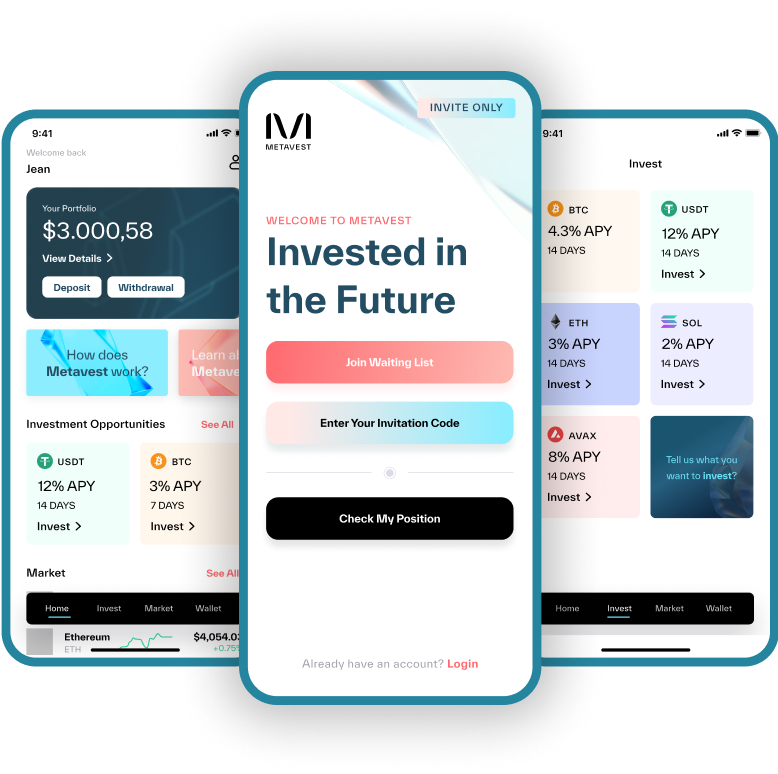 9:41
Welcome back
Jean
Your Portfolio
$3.000,58
View Details
Deposit
Withdrawal
How does
Metavest work?
Learn
Investment Opportunities
See All
USDT
12% APY
14 DAYS
Invest
BTC
3% APY
7 DAYS
Invest
Market
See All
Home
Invest
Market
Wallet
Ethereum
$4,054.0
ETH
+0.75%
METAVEST
INVITE ONLY
WELCOME TO METAVEST
Invested in
the Future
Join Waiting List
Enter Your Invitation Code
Check My Position
Already have an account? Login
9:41
Invest
BTC
4.3% APY
14 DAYS
USDT
12% APY
14 DAYS
Invest
ETH
3% APY
14 DAYS
Invest
SOL
2% APY
14 DAYS
Invest
AVAX
8% APY
14 DAYS
Invest
Tell us what you
want to invest?
Home
Invest
Market
Wallet